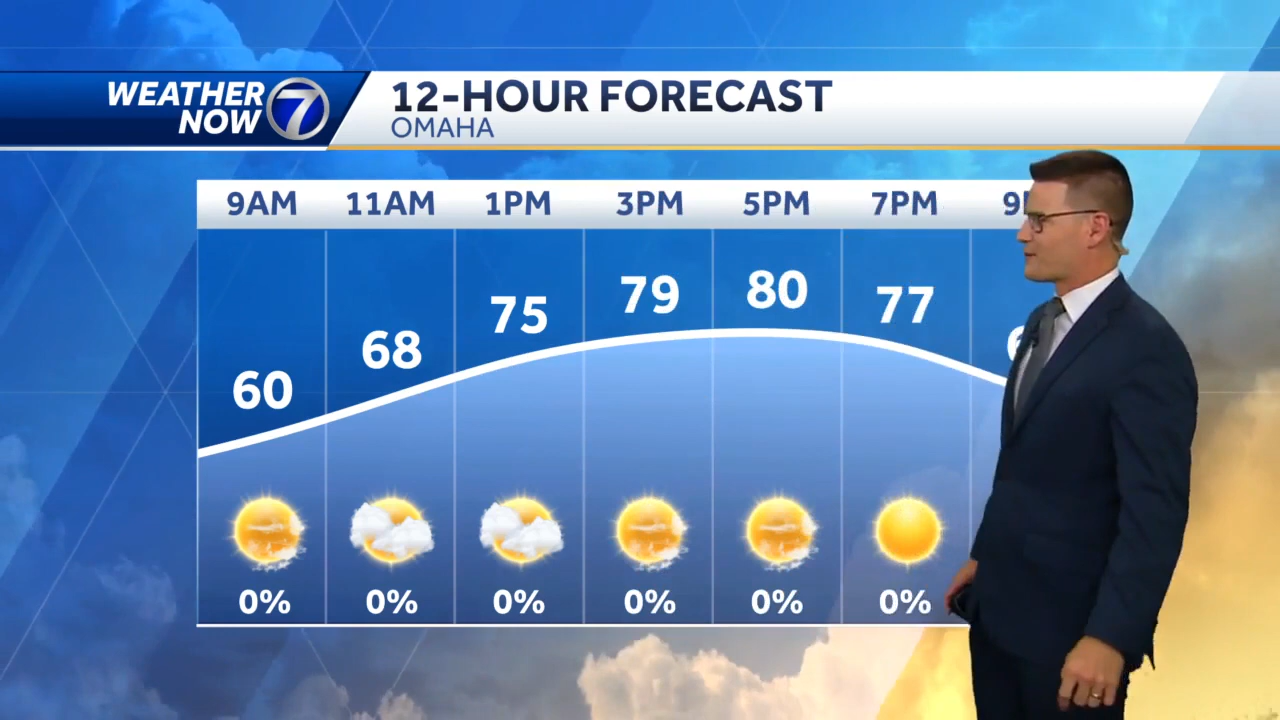 WEATHER
NOW 7
12-HOUR FORECAST
OMAHA
9AM 11AM 1PM 3PM 5PM 7PM
60 68 75 79 80 77
0% 0% 0% 0% 0% 0%